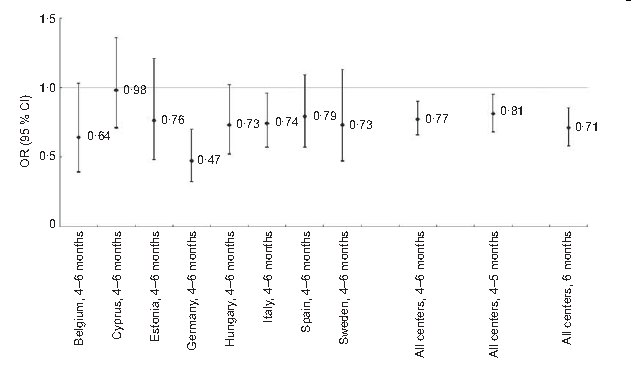 1·5
1·0
0·5
0
OR (95 % CI)
0·64
0·98
0·76
0·47
0·73
0·74
0·79
0·73
0·77
0·81
0·71
Belgium, 4–6 months
Cyprus, 4–6 months
Estonia, 4–6 months
Germany, 4–6 months
Hungary, 4–6 months
Italy, 4–6 months
Spain, 4–6 months
Sweden, 4–6 months
All centers, 4–6 months
All centers, 4–5 months
All centers, 6 months